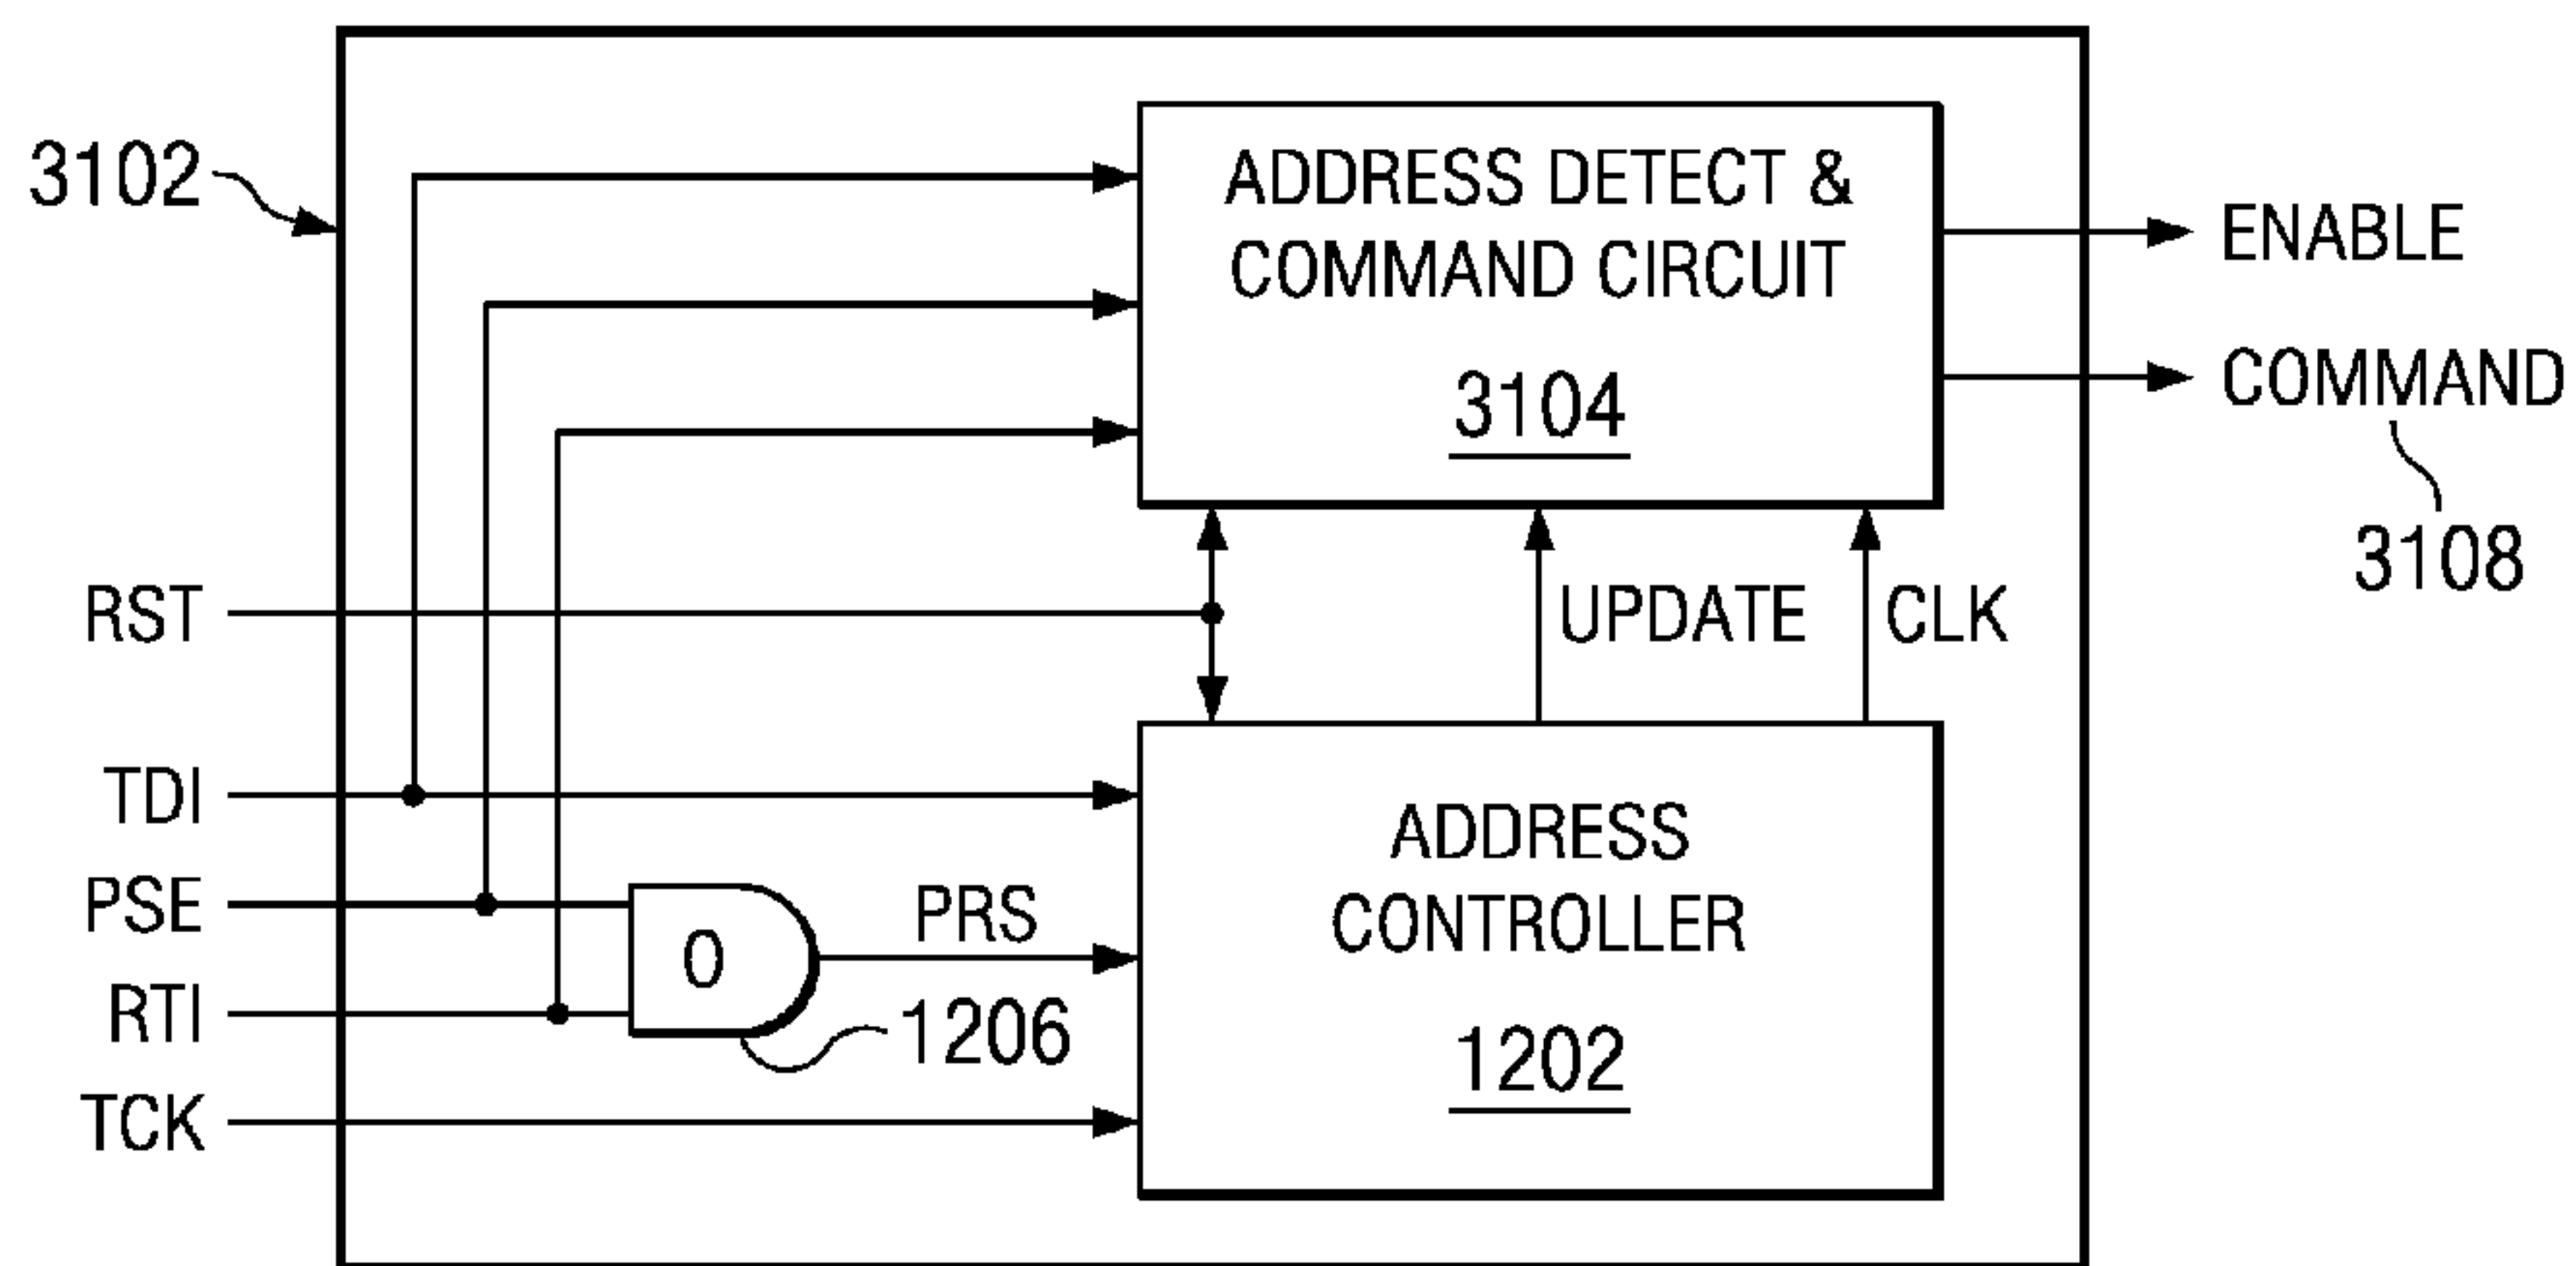 3102
ADDRESS DETECT &
COMMAND CIRCUIT
3104
ENABLE
COMMAND
3108
RST
UPDATE
CLK
TDI
PSE
RTI
TCK
O
PRS
1206
ADDRESS
CONTROLLER
1202